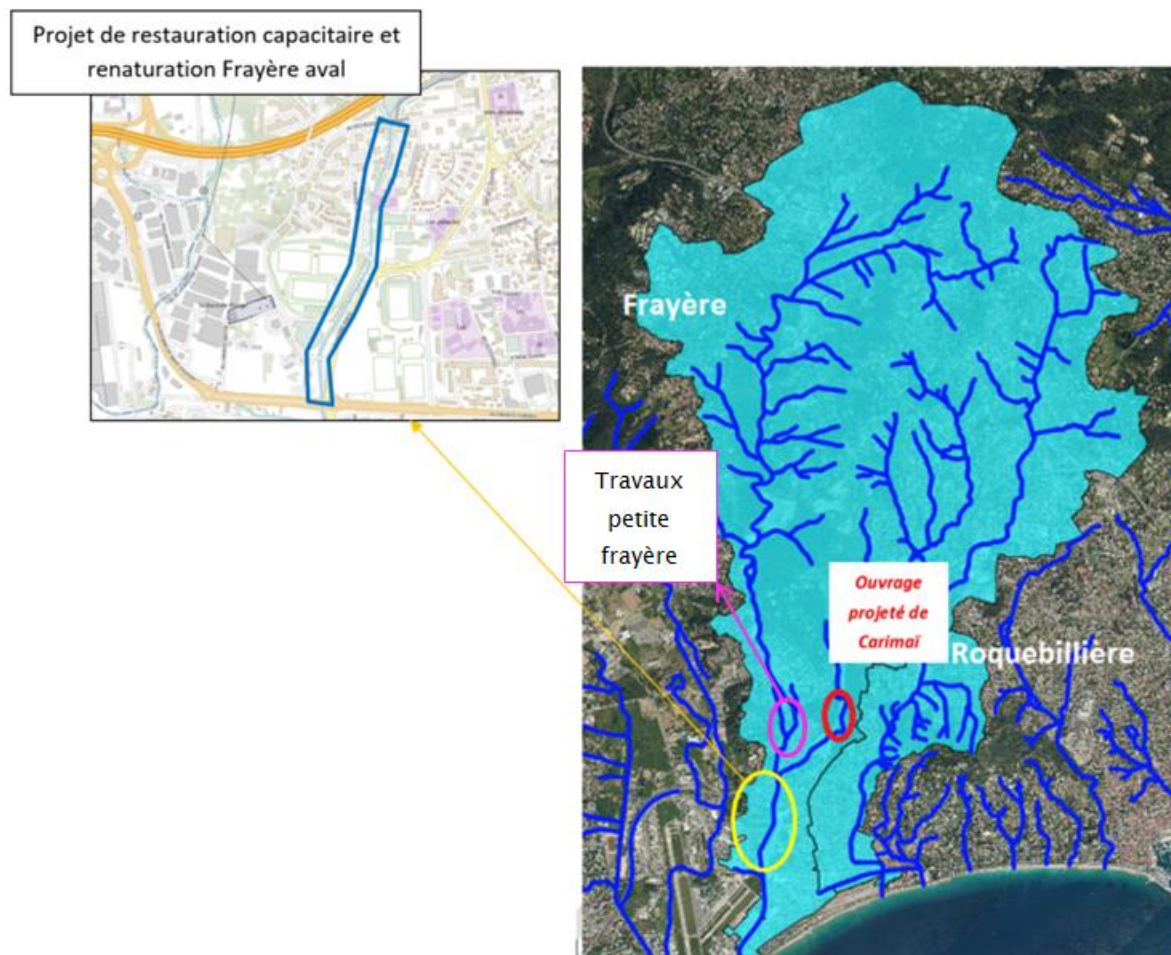 Projet de restauration capacitaire et
renaturation Frayère aval
Frayère
Travaux
petite
frayère
Ouvrage
projeté de
Carimaï
Roquebillière